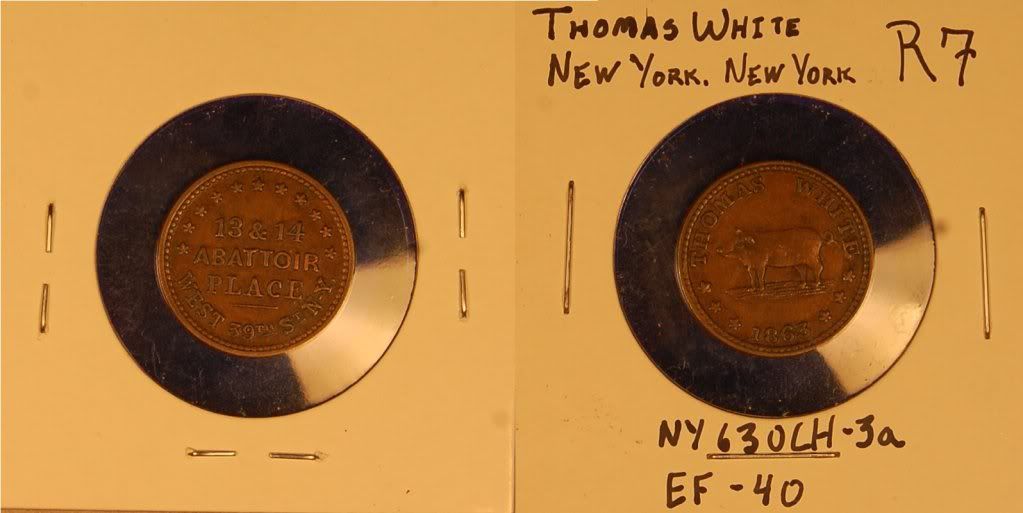 13 & 14
ABATTOIR
PLACE
WEST 39TH ST N-Y
THOMAS WHITE
NEW YORK. NEW YORK
R7
THOMAS WHITE
1863
NY 630CH-3a
EF-40